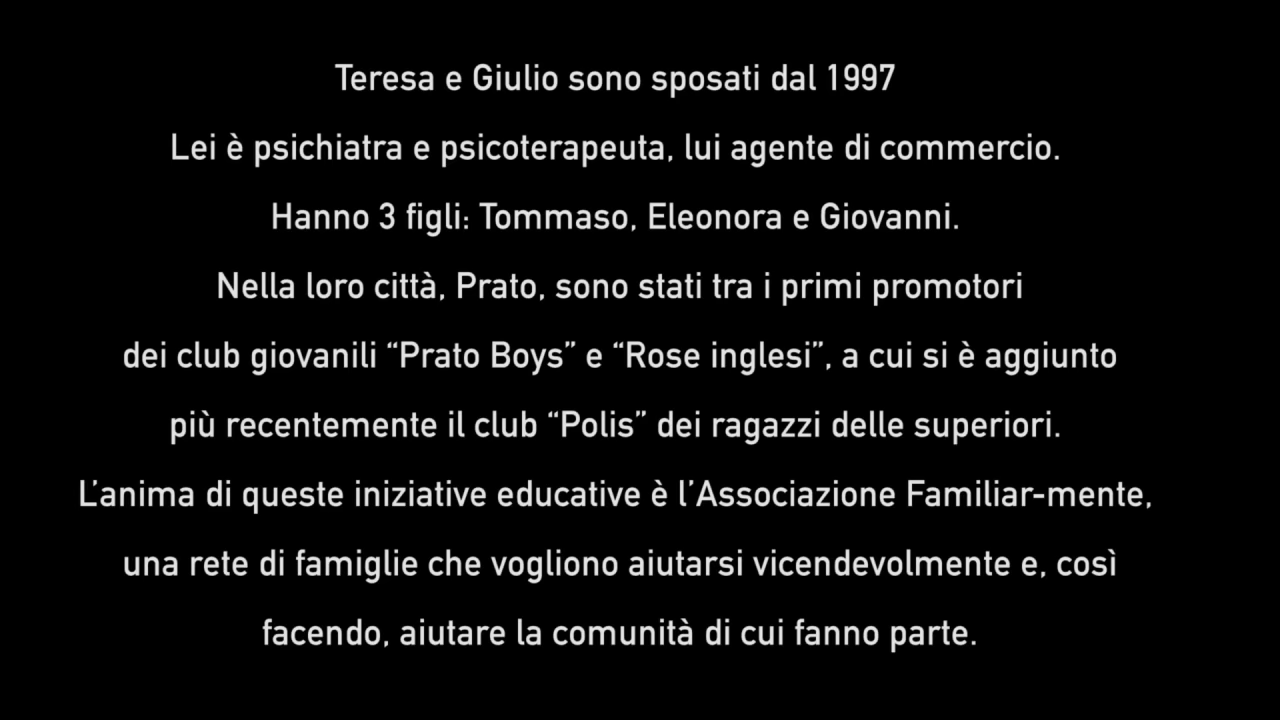 Teresa e Giulio sono sposati dal 1997
Lei è psichiatra e psicoterapeuta, lui agente di commercio.
Hanno 3 figli: Tommaso, Eleonora e Giovanni.
Nella loro città, Prato, sono stati tra i primi promotori
dei club giovanili “Prato Boys” e “Rose inglesi”, a cui si è aggiunto
più recentemente il club “Polis” dei ragazzi delle superiori.
L’anima di queste iniziative educative è l’Associazione Familiar-mente,
una rete di famiglie che vogliono aiutarsi vicendevolmente e, così
facendo, aiutare la comunità di cui fanno parte.